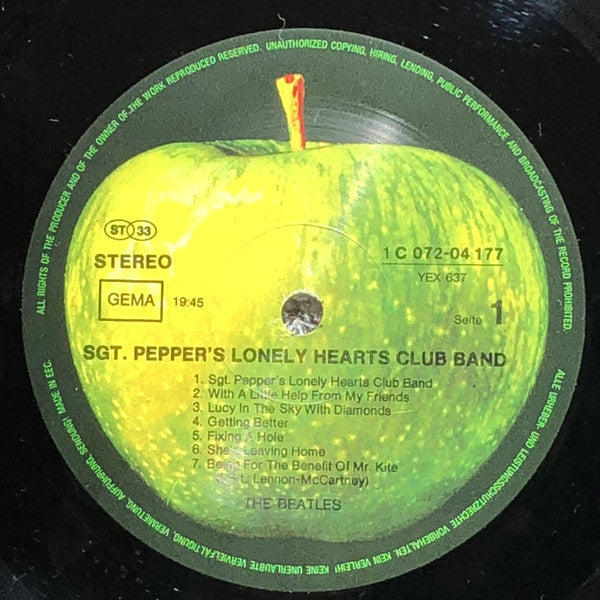 ALL RIGHTS OF THE PRODUCER AND OF THE OWNER OF THE WORK REPRODUCED RESERVED. UNAUTHORIZED COPYING, HIRING, LENDING, PUBLIC PERFORMANCE AND BROADCASTING OF THE RECORD PROHIBITED.
ST 33
STEREO
GEMA 19:45
1 C 072-04 177
YEX 637
Seite 1
SGT. PEPPER'S LONELY HEARTS CLUB BAND
1. Sgt. Pepper's Lonely Hearts Club Band
2. With A Little Help From My Friends
3. Lucy In The Sky With Diamonds
4. Getting Better
5. Fixing A Hole
6. She's Leaving Home
7. Being For The Benefit Of Mr. Kite
L. Lennon-McCartney)
THE BEATLES
ALLE URHEBER- UND LEISTUNGSSCHUTZRECHTE VORBEHALTEN. KEIN VERLEIH! KEINE UNERLAUBTE VERVIELFÄLTIGUNG, VERMIETUNG, AUFFÜHRUNG, SENDUNG! MADE IN EEC.